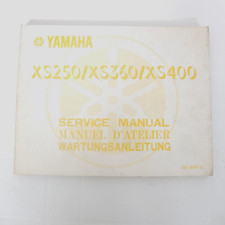 YAMAHA
XS250/XS360/XS400
SERVICE MANUAL
MANUEL D'ATELIER
WARTUNGSANLEITUNG